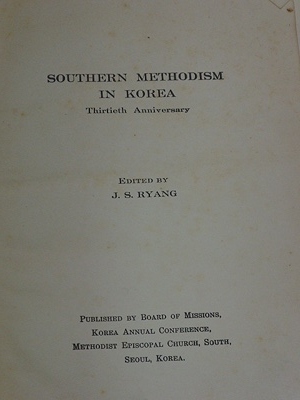 SOUTHERN METHODISM
IN KOREA
Thirtieth Anniversary
EDITED BY
J. S. RYANG
PUBLISHED BY BOARD OF MISSIONS,
KOREA ANNUAL CONFERENCE,
METHODIST EPISCOPAL CHURCH, SOUTH,
SEOUL, KOREA.